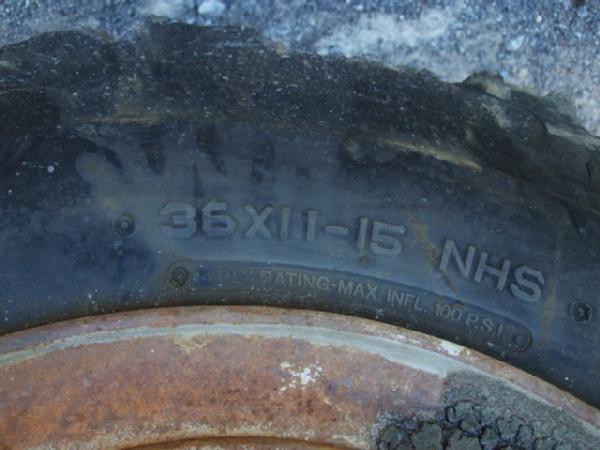 36X11-15 NHS
PLY RATING-MAX. INFL. 100 P.S.I.